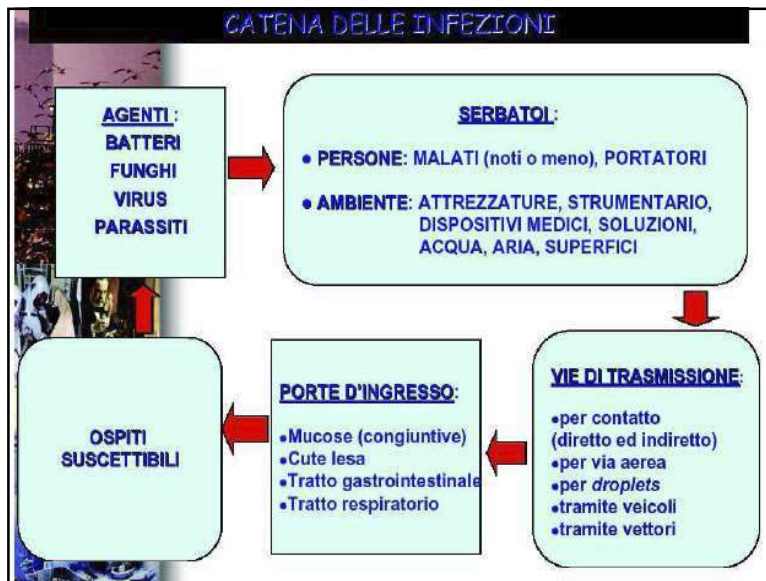 CATENA DELLE INFEZIONI
AGENTI :
BATTERI
FUNGHI
VIRUS
PARASSITI
SERBATOI:
● PERSONE: MALATI (noti o meno), PORTATORI
● AMBIENTE: ATTREZZATURE, STRUMENTARIO,
DISPOSITIVI MEDICI, SOLUZIONI,
ACQUA, ARIA, SUPERFICI
VIE DI TRASMISSIONE:
●per contatto
(diretto ed indiretto)
●per via aerea
●per droplets
●tramite veicoli
●tramite vettori
PORTE D'INGRESSO:
●Mucose (congiuntive)
●Cute lesa
●Tratto gastrointestinale
●Tratto respiratorio
OSPITI
SUSCETTIBILI